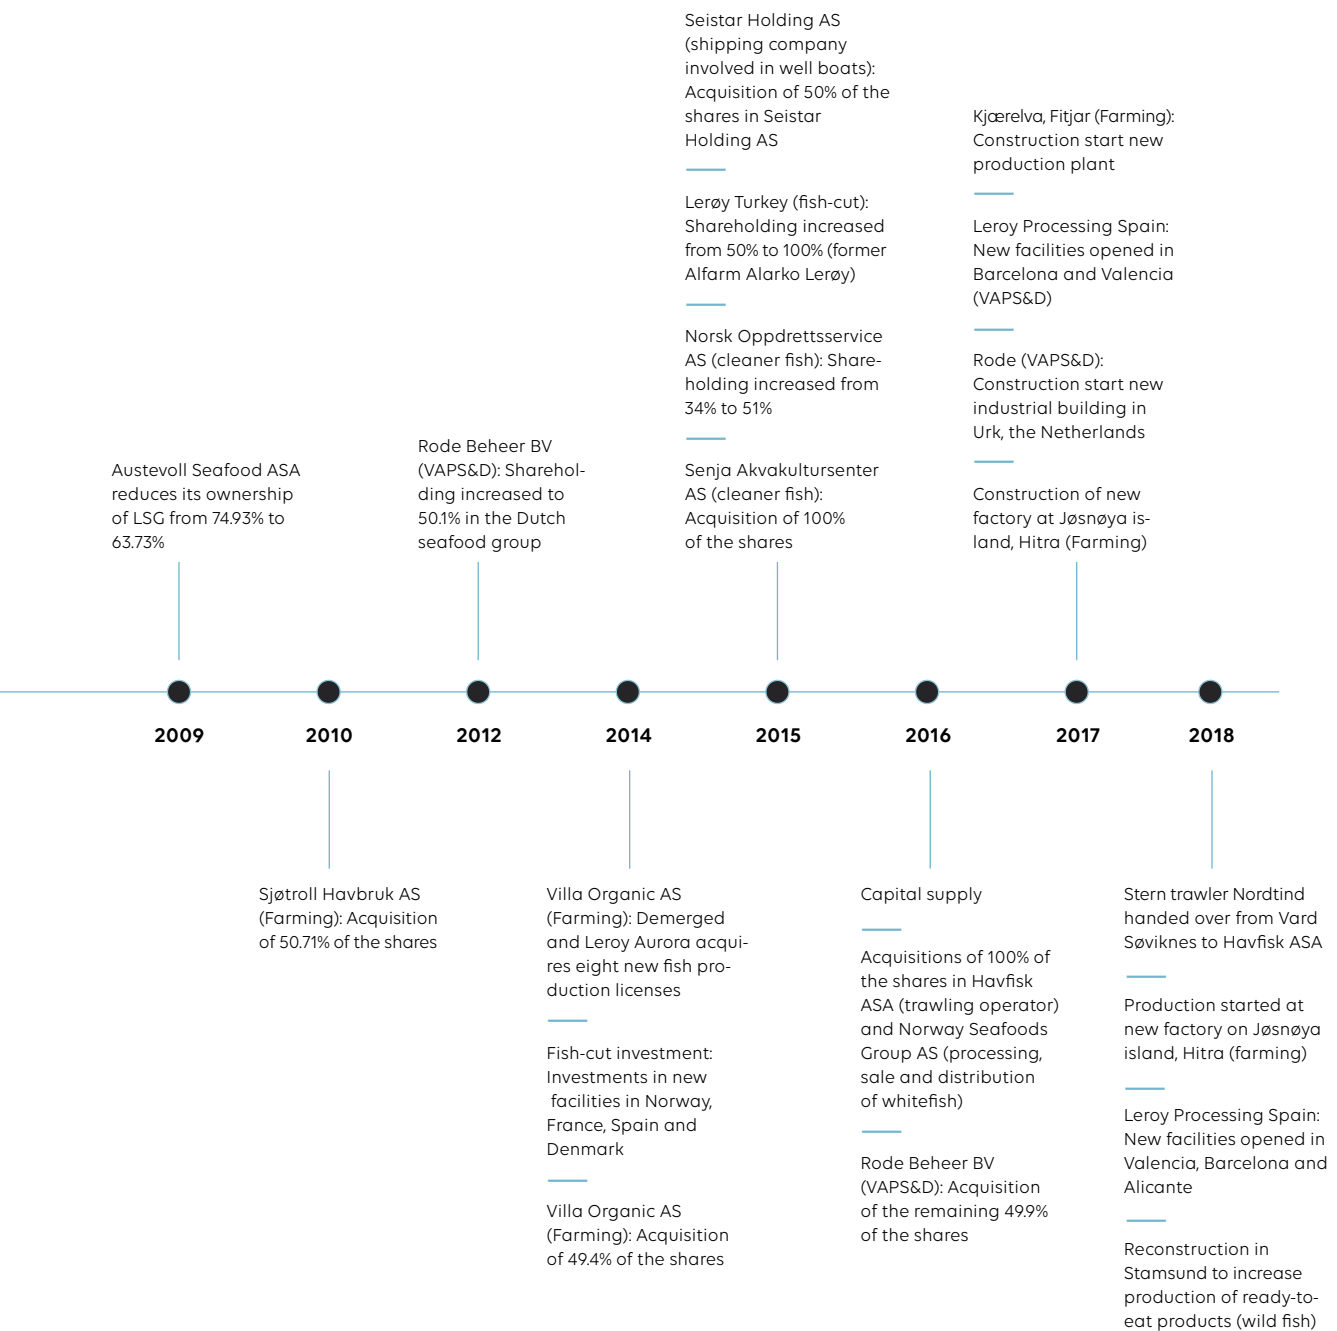 Seistar Holding AS
(shipping company
involved in well boats):
Acquisition of 50% of the
shares in Seistar
Holding AS
Lerøy Turkey (fish-cut):
Shareholding increased
from 50% to 100% (former
Alfarm Alarko Lerøy)
Norsk Oppdrettsservice
AS (cleaner fish): Share-
holding increased from
34% to 51%
Senja Akvakultursenter
AS (cleaner fish):
Acquisition of 100%
of the shares
Kjærelva, Fitjar (Farming):
Construction start new
production plant
Leroy Processing Spain:
New facilities opened in
Barcelona and Valencia
(VAPS&D)
Rode (VAPS&D):
Construction start new
industrial building in
Urk, the Netherlands
Construction of new
factory at Jøsnøya is-
land, Hitra (Farming)
Austevoll Seafood ASA
reduces its ownership
of LSG from 74.93% to
63.73%
Rode Beheer BV
(VAPS&D): Sharehol-
ding increased to
50.1% in the Dutch
seafood group
2009
2010
2012
2014
2015
2016
2017
2018
Sjøtroll Havbruk AS
(Farming): Acquisition
of 50.71% of the shares
Villa Organic AS
(Farming): Demerged
and Leroy Aurora acqui-
res eight new fish pro-
duction licenses
Fish-cut investment:
Investments in new
facilities in Norway,
France, Spain and
Denmark
Villa Organic AS
(Farming): Acquisition
of 49.4% of the shares
Capital supply
Acquisitions of 100% of
the shares in Havfisk
ASA (trawling operator)
and Norway Seafoods
Group AS (processing,
sale and distribution
of whitefish)
Rode Beheer BV
(VAPS&D): Acquisition
of the remaining 49.9%
of the shares
Stern trawler Nordtind
handed over from Vard
Søviknes to Havfisk ASA
Production started at
new factory on Jøsnøya
island, Hitra (farming)
Leroy Processing Spain:
New facilities opened in
Valencia, Barcelona and
Alicante
Reconstruction in
Stamsund to increase
production of ready-to-
eat products (wild fish)